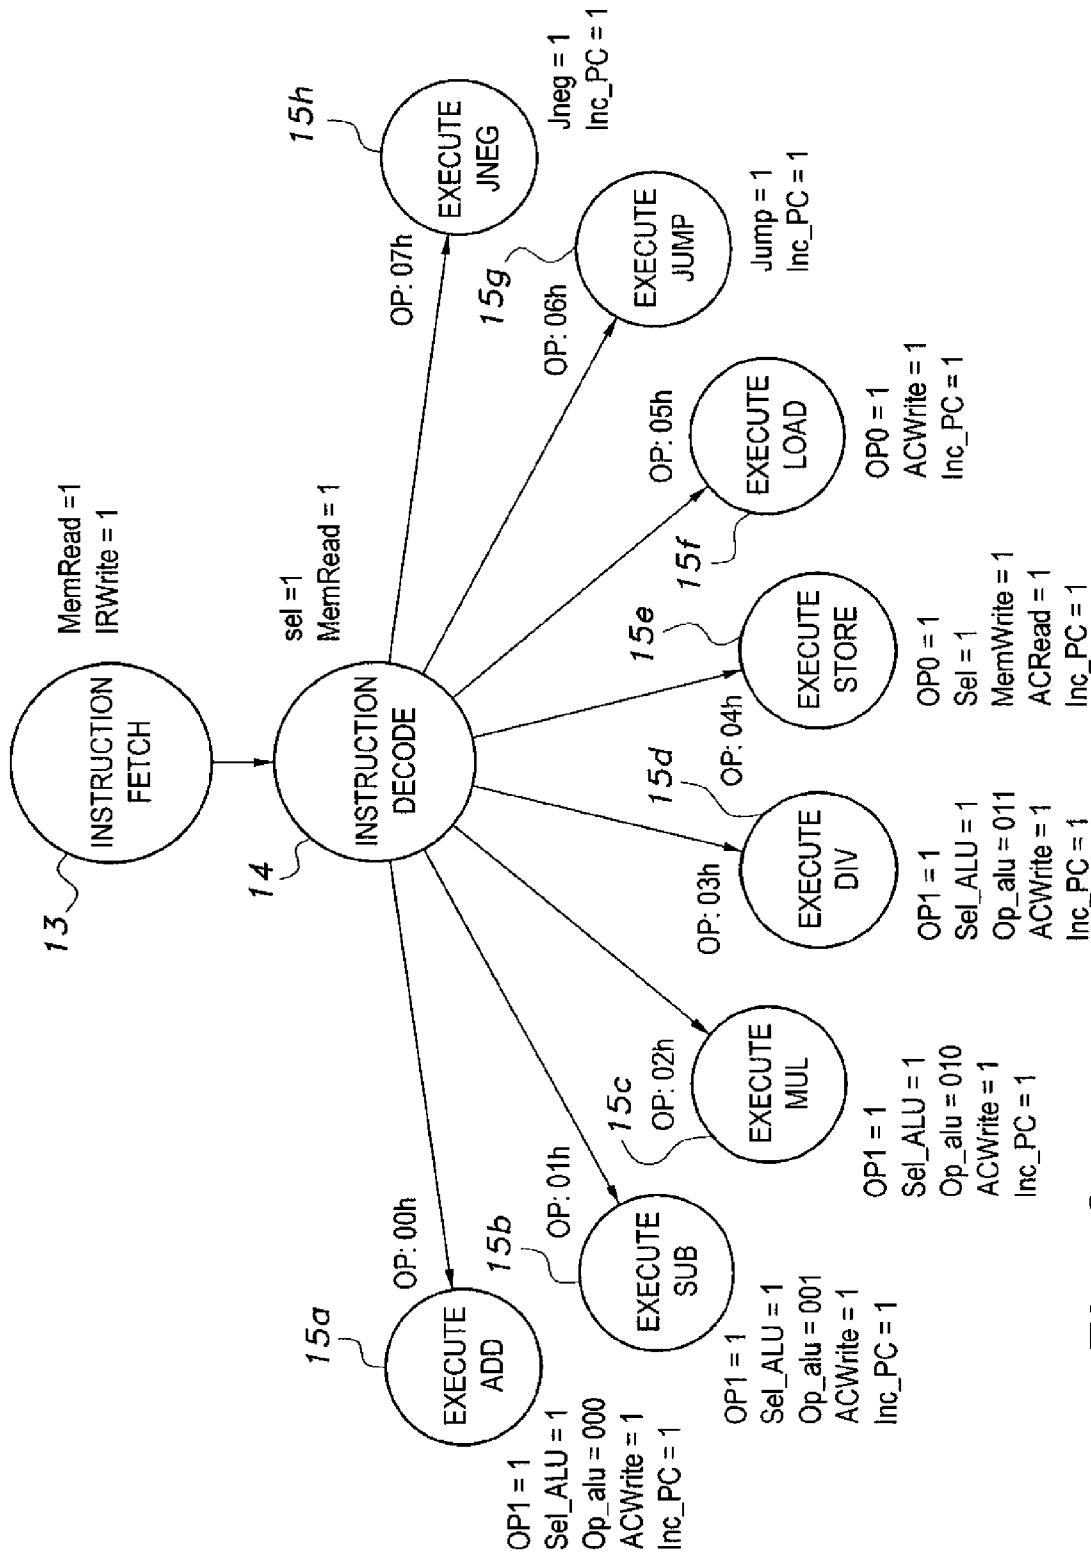 13
INSTRUCTION
FETCH
MemRead =1
IRWrite = 1
14
INSTRUCTION
DECODE
sel =1
MemRead = 1
15a
OP: 00h
EXECUTE
ADD
OP1 = 1
Sel_ALU = 1
Op_alu = 000
ACWrite = 1
Inc_PC = 1
15b
OP: 01h
EXECUTE
SUB
OP1 = 1
Sel_ALU = 1
Op_alu = 001
ACWrite = 1
Inc_PC = 1
15c
OP: 02h
EXECUTE
MUL
OP1 = 1
Sel_ALU = 1
Op_alu = 010
ACWrite = 1
Inc_PC = 1
15d
OP: 03h
EXECUTE
DIV
OP1 = 1
Sel_ALU = 1
Op_alu = 011
ACWrite = 1
Inc_PC = 1
15e
OP: 04h
EXECUTE
STORE
OP0 = 1
Sel = 1
MemWrite = 1
ACRead = 1
Inc_PC = 1
15f
OP: 05h
EXECUTE
LOAD
OP0 = 1
ACWrite = 1
Inc_PC = 1
15g
OP: 06h
EXECUTE
JUMP
Jump = 1
Inc_PC = 1
15h
OP: 07h
EXECUTE
JNEG
Jneg = 1
Inc_PC = 1